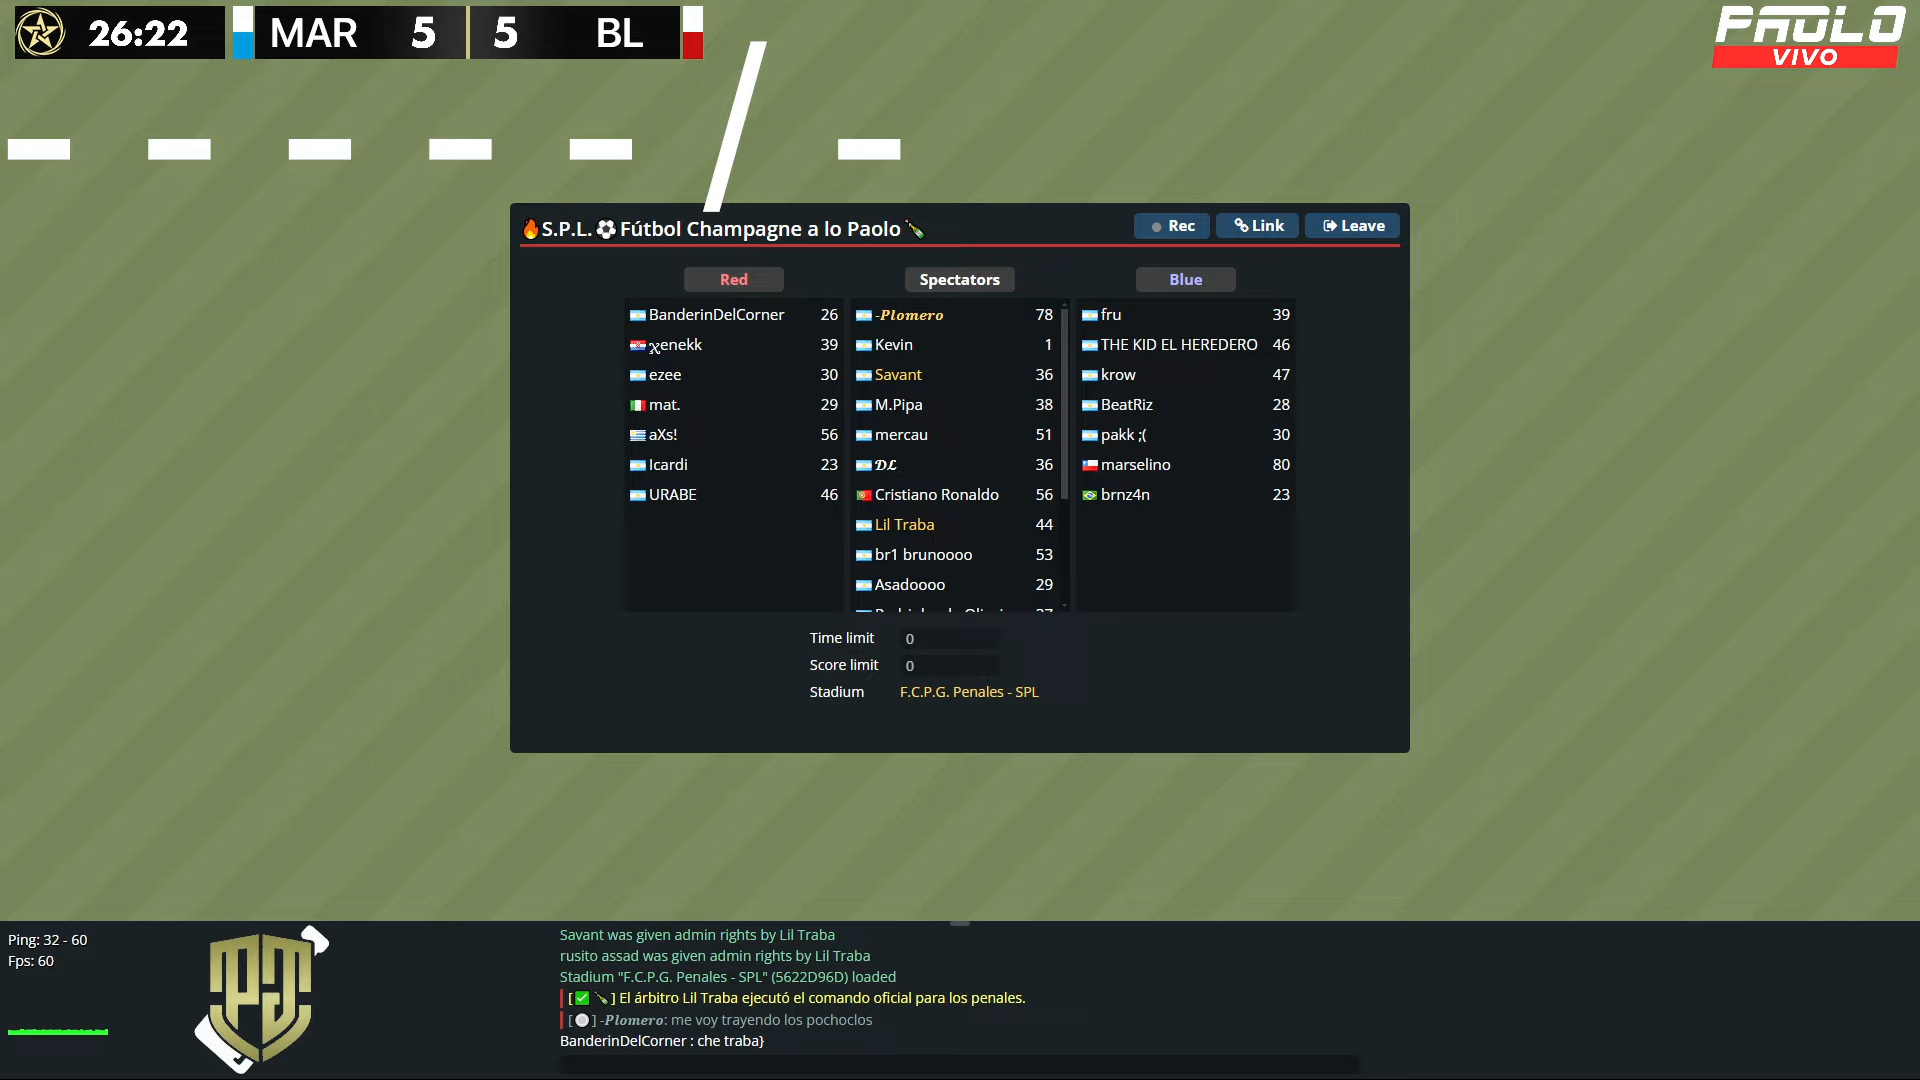 26:22 MAR 5 5 BL
PAOLO
VIVO
- - - - - / -
🔥S.P.L.⚽Fútbol Champagne a lo Paolo🍾
Rec Link Leave
Red Spectators Blue
BanderinDelCorner 26
χenekk 39
ezee 30
mat. 29
aXs! 56
Icardi 23
URABE 46
-𝑷𝒍𝒐𝒎𝒆𝒓𝒐 78
Kevin 1
Savant 36
M.Pipa 38
mercau 51
𝓓𝓛 36
Cristiano Ronaldo 56
Lil Traba 44
br1 brunoooo 53
Asadoooo 29
fru 39
THE KID EL HEREDERO 46
krow 47
BeatRiz 28
pakk ;( 30
marselino 80
brnz4n 23
Time limit 0
Score limit 0
Stadium F.C.P.G. Penales - SPL
Ping: 32 - 60
Fps: 60
Savant was given admin rights by Lil Traba
rusito assad was given admin rights by Lil Traba
Stadium "F.C.P.G. Penales - SPL" (5622D96D) loaded
[✅🍾] El árbitro Lil Traba ejecutó el comando oficial para los penales.
[⚪] -𝑷𝒍𝒐𝒎𝒆𝒓𝒐: me voy trayendo los pochoclos
BanderinDelCorner : che traba}